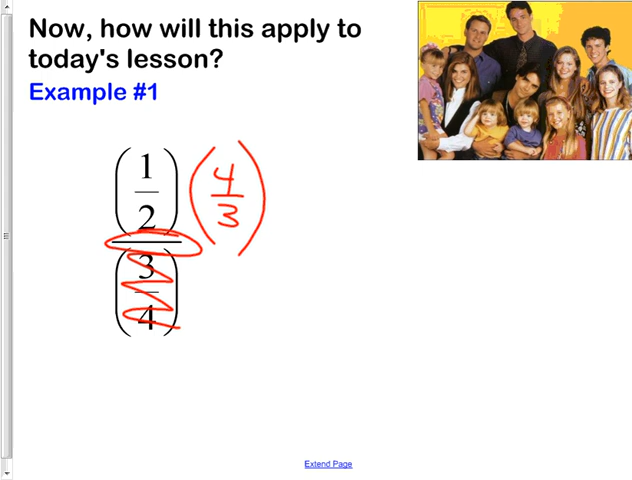 Now, how will this apply to
today's lesson?
Example #1
(1/2) (4/3)
(3/4)
Extend Page